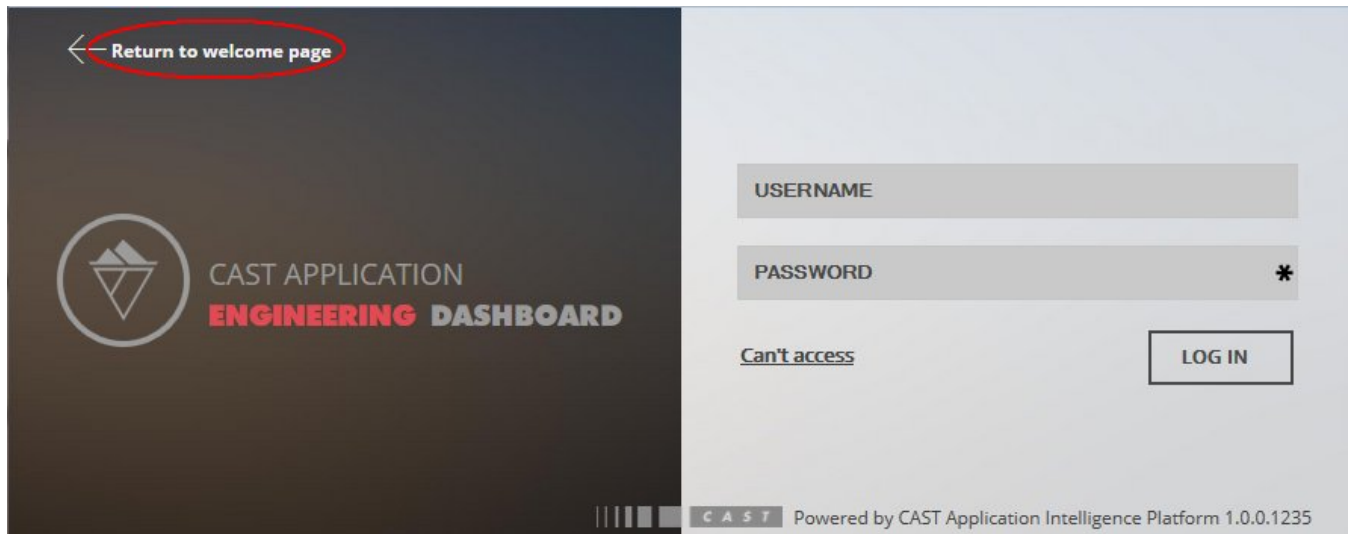 Return to welcome page
CAST APPLICATION
ENGINEERING DASHBOARD
USERNAME
PASSWORD *
Can't access
LOG IN
CAST Powered by CAST Application Intelligence Platform 1.0.0.1235